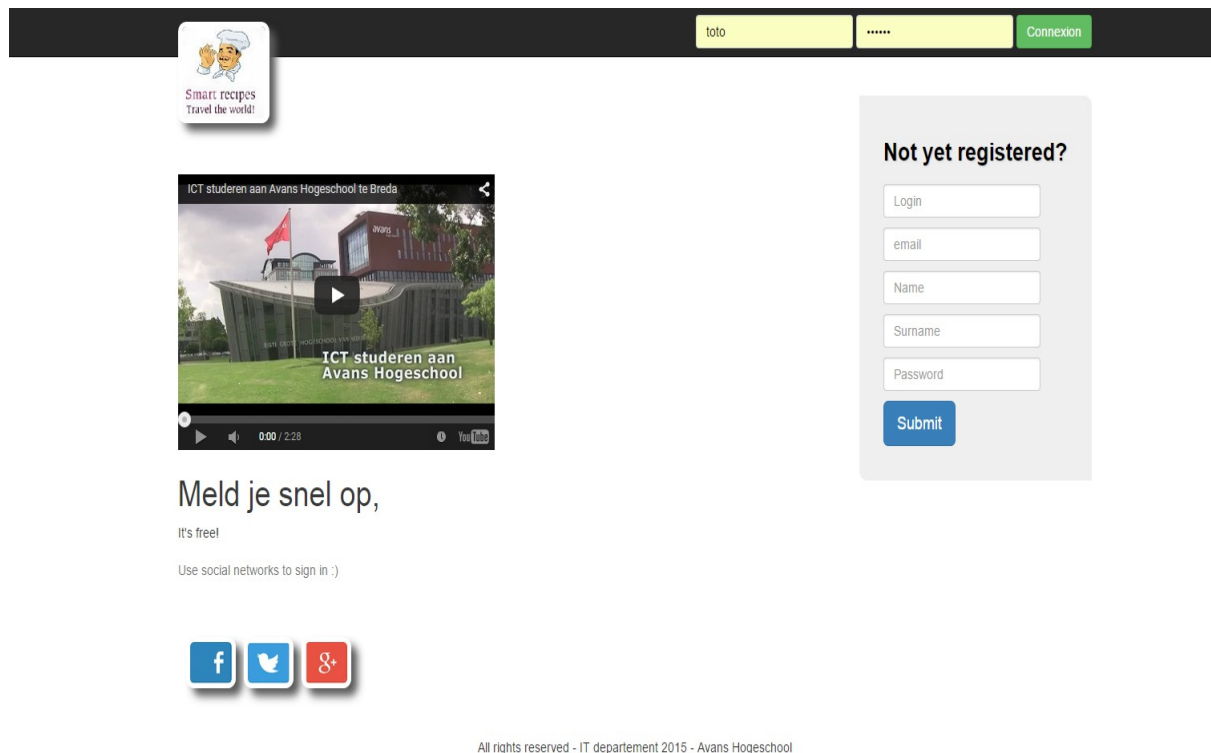 toto
••••••
Connexion
Smart recipes
Travel the world!
Not yet registered?
Login
email
Name
Surname
Password
Submit
ICT studeren aan Avans Hogeschool te Breda
avans
ICT studeren aan
Avans Hogeschool
0:00 / 2:28
YouTube
Meld je snel op,
It's free!
Use social networks to sign in :)
f
g+
All rights reserved - IT departement 2015 - Avans Hogeschool